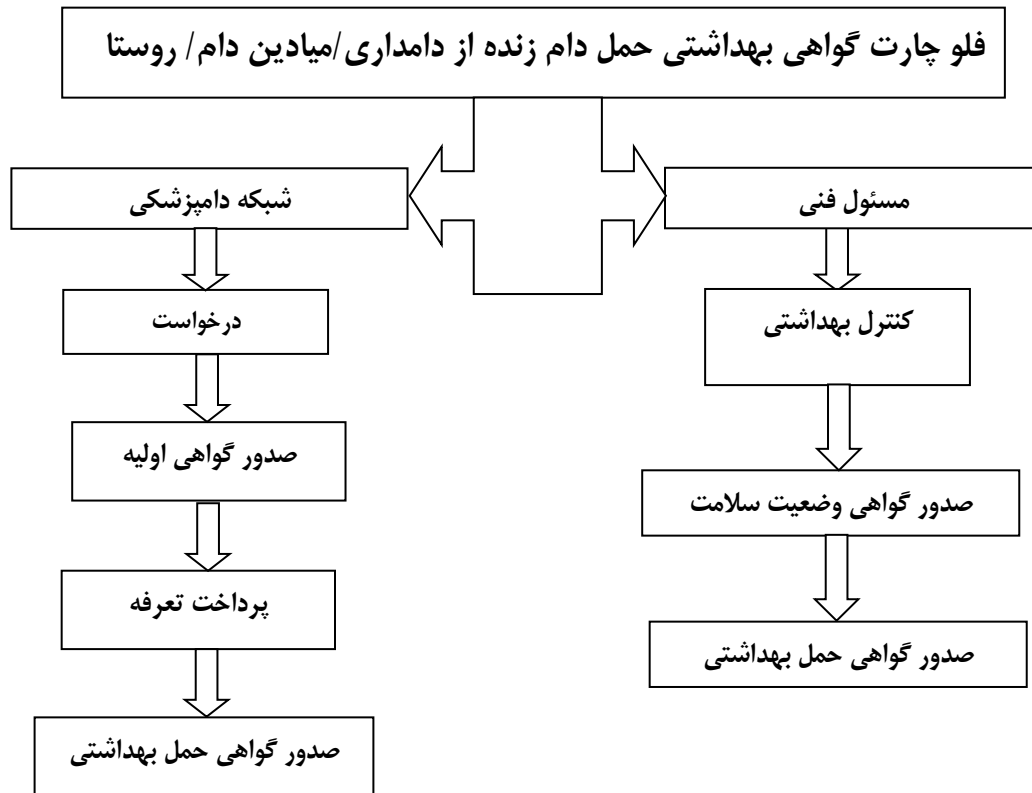 فلو چارت گواهی بهداشتی حمل دام زنده از دامداری/میادین دام/ روستا
مسئول فنی
شبکه دامپزشکی
کنترل بهداشتی
درخواست
صدور گواهی اولیه
صدور گواهی وضعیت سلامت
پرداخت تعرفه
صدور گواهی حمل بهداشتی
صدور گواهی حمل بهداشتی